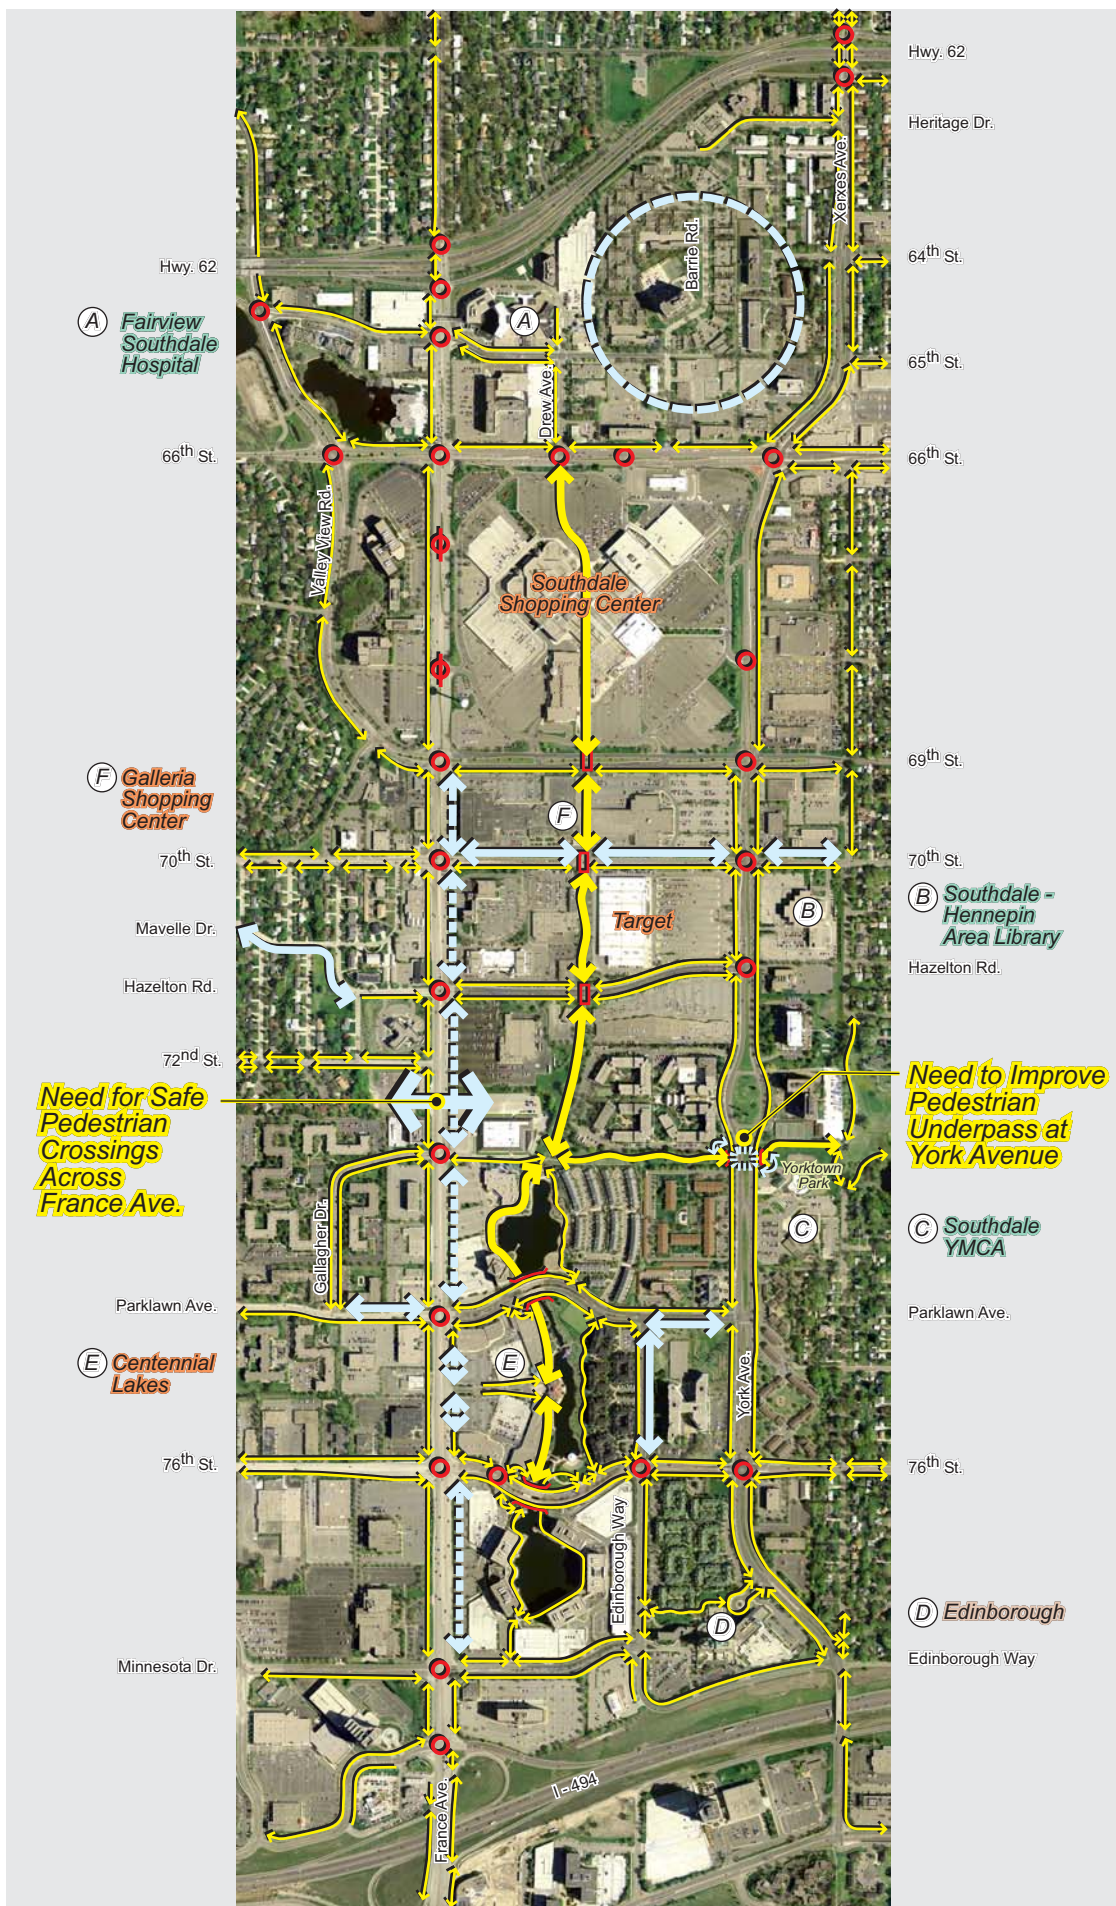 Hwy. 62
Heritage Dr.
Xerxes Ave.
Barrie Rd.
64th St.
Hwy. 62
A
Fairview
Southdale
Hospital
A
65th St.
Drew Ave.
66th St.
66th St.
Valley View Rd.
Southdale
Shopping Center
69th St.
F
Galleria
Shopping
Center
F
70th St.
70th St.
B
Southdale -
Hennepin
Area Library
B
Target
Mavelle Dr.
Hazelton Rd.
Hazelton Rd.
72nd St.
Need for Safe
Pedestrian
Crossings
Across
France Ave.
Need to Improve
Pedestrian
Underpass at
York Avenue
Yorktown
Park
Gallagher Dr.
C
C
Southdale
YMCA
Parklawn Ave.
Parklawn Ave.
E
Centennial
Lakes
E
York Ave.
76th St.
76th St.
Edinborough Way
D
D
Edinborough
Minnesota Dr.
Edinborough Way
I - 494
France Ave.